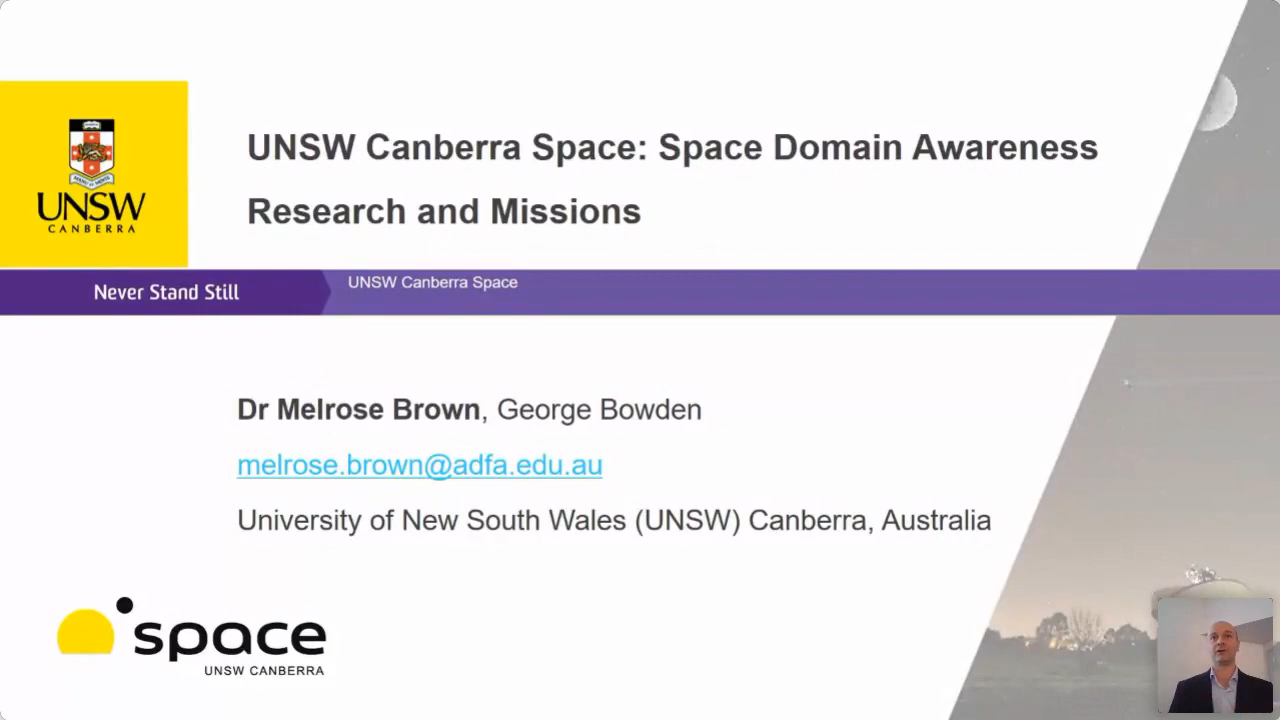 UNSW Canberra Space: Space Domain Awareness
Research and Missions
UNSW
CANBERRA
Never Stand Still
UNSW Canberra Space
Dr Melrose Brown, George Bowden
melrose.brown@adfa.edu.au
University of New South Wales (UNSW) Canberra, Australia
space
UNSW CANBERRA